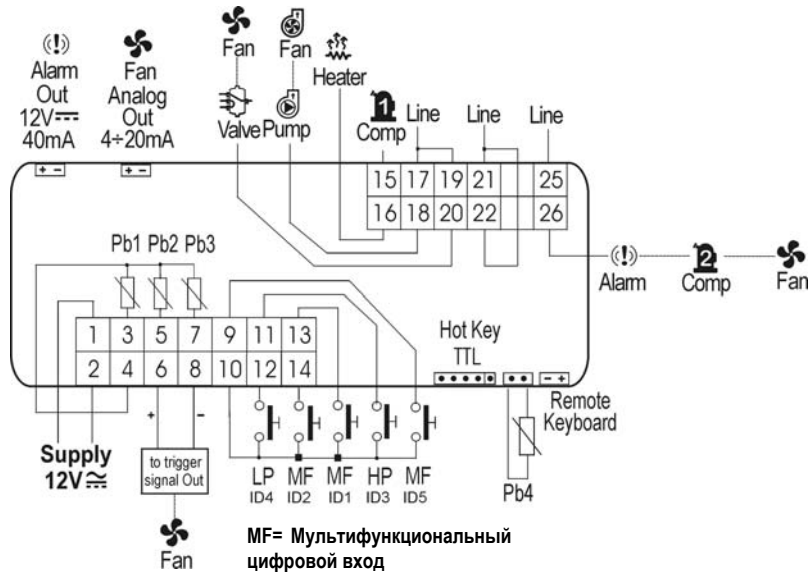 Alarm
Out
12V
40mA
Fan
Analog
Out
4÷20mA
Fan
Valve
Fan
Pump
Heater
1
Comp
Line
Line
Line
+ -
+ -
15 17 19 21 25
16 18 20 22 26
Alarm
2
Comp
Fan
Pb1 Pb2 Pb3
1 3 5 7 9 11 13
2 4 6 8 10 12 14
Hot Key
TTL
- +
Remote
Keyboard
Pb4
Supply
12V
+ -
to trigger
signal Out
Fan
LP MF MF HP MF
ID4 ID2 ID1 ID3 ID5
MF= Мультифункциональный
цифровой вход